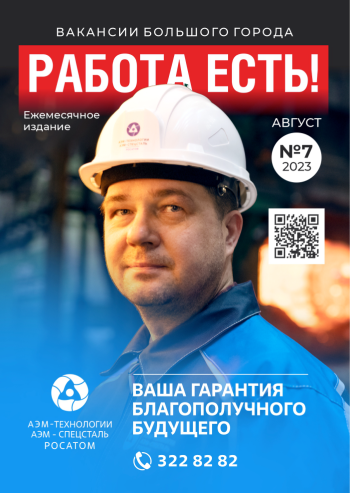 ВАКАНСИИ БОЛЬШОГО ГОРОДА
РАБОТА ЕСТЬ!
Ежемесячное
издание
АВГУСТ
№7
2023
ВАША ГАРАНТИЯ
БЛАГОПОЛУЧНОГО
БУДУЩЕГО
322 82 82
АЭМ-ТЕХНОЛОГИИ
АЭМ - СПЕЦСТАЛЬ
РОСАТОМ